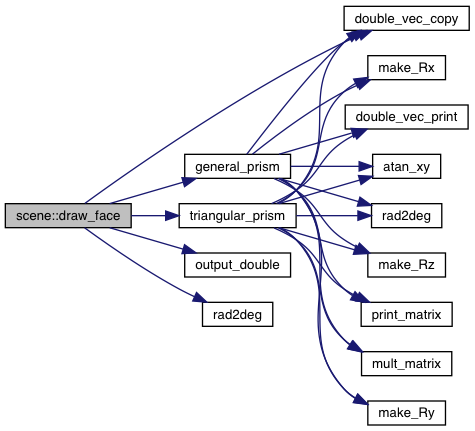 double_vec_copy
make_Rx
double_vec_print
general_prism
atan_xy
scene::draw_face
triangular_prism
rad2deg
output_double
make_Rz
rad2deg
print_matrix
mult_matrix
make_Ry